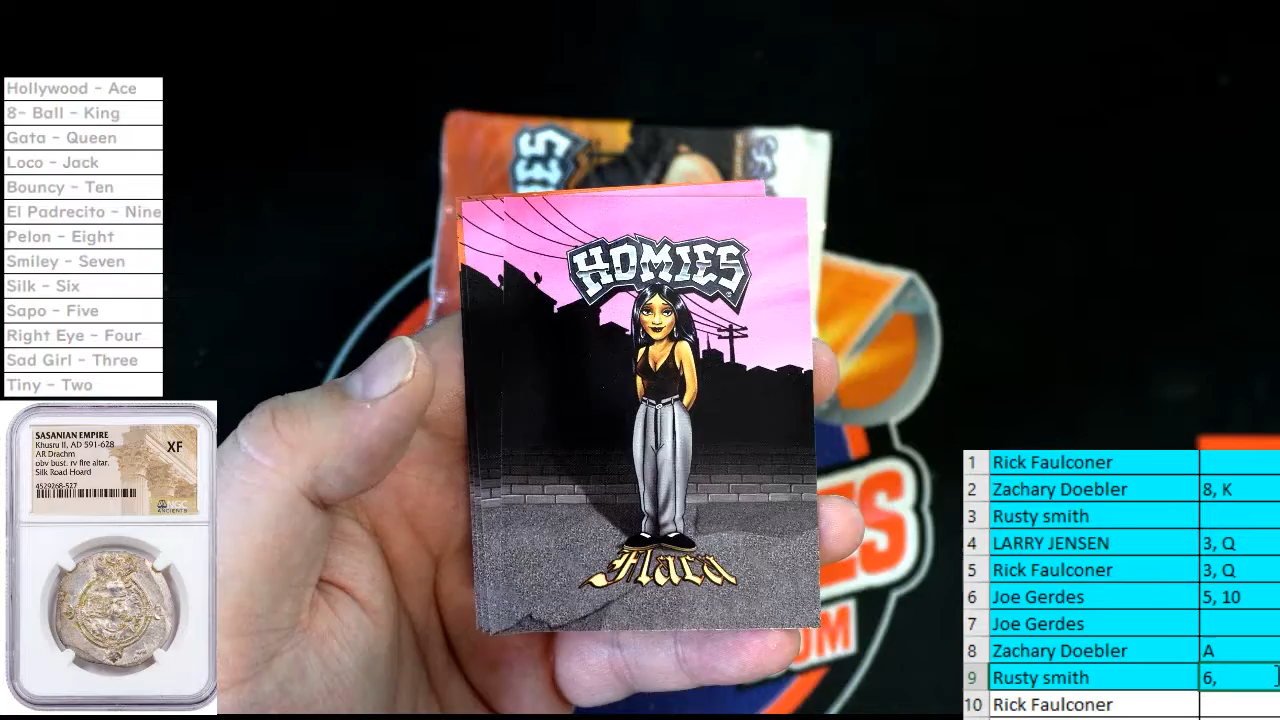 Hollywood - Ace
8- Ball - King
Gata - Queen
Loco - Jack
Bouncy - Ten
El Padrecito - Nine
Pelon - Eight
Smiley - Seven
Silk - Six
Sapo - Five
Right Eye - Four
Sad Girl - Three
Tiny - Two
SASANIAN EMPIRE
Khusru II, AD 591-628
AR Drachm
obv bust. rv fire altar.
Silk Road Hoard
4529268-527
XF
NGC
ANCIENTS
HOMIES
Flaca
IES
.COM
1 Rick Faulconer
2 Zachary Doebler 8, K
3 Rusty smith
4 LARRY JENSEN 3, Q
5 Rick Faulconer 3, Q
6 Joe Gerdes 5, 10
7 Joe Gerdes
8 Zachary Doebler A
9 Rusty smith 6,
10 Rick Faulconer